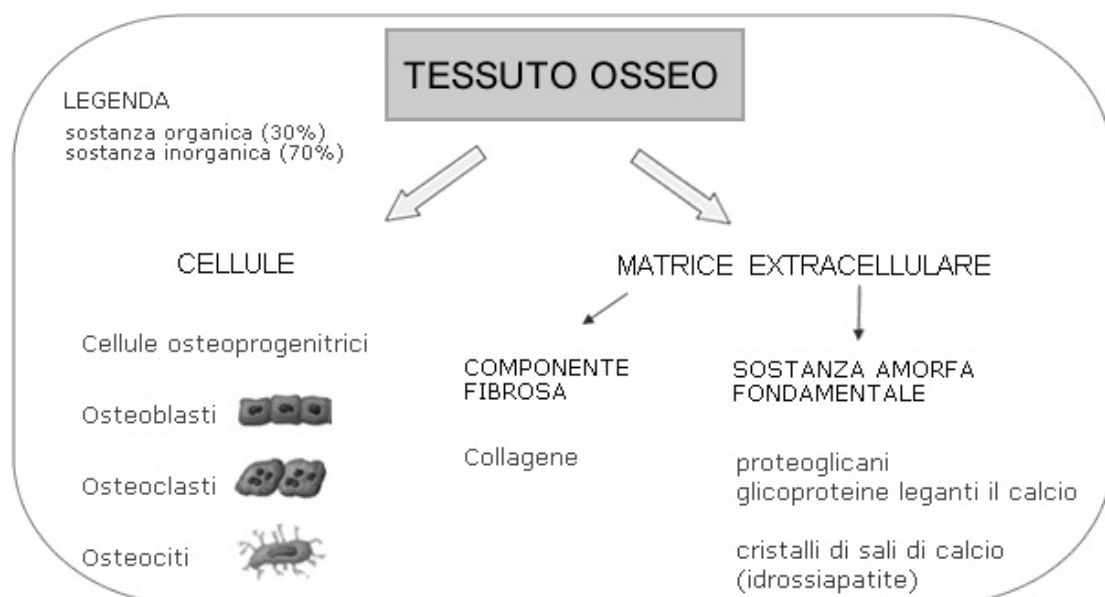 TESSUTO OSSEO
LEGENDA
sostanza organica (30%)
sostanza inorganica (70%)
CELLULE
Cellule osteoprogenitrici
Osteoblasti
Osteoclasti
Osteociti
MATRICE EXTRACELLULARE
COMPONENTE
FIBROSA
Collagene
SOSTANZA AMORFA
FONDAMENTALE
proteoglicani
glicoproteine leganti il calcio
cristalli di sali di calcio
(idrossiapatite)